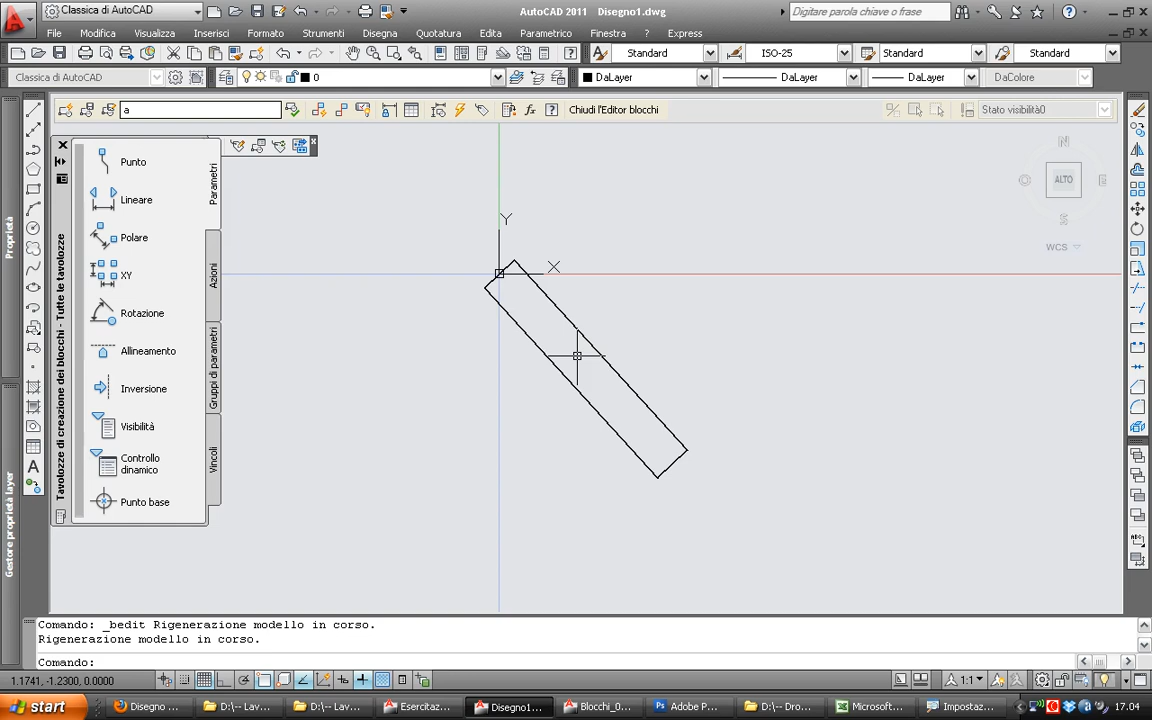 Classica di AutoCAD
AutoCAD 2011 Disegno1.dwg
Digitare parola chiave o frase
File Modifica Visualizza Inserisci Formato Strumenti Disegna Quotatura Edita Parametrico Finestra ? Express
Standard ISO-25 Standard Standard
Classica di AutoCAD 0 DaLayer DaLayer DaLayer DaColore
a Chiudi l'Editor blocchi Stato visibilità0
Punto
Lineare
Polare
XY
Rotazione
Allineamento
Inversione
Visibilità
Controllo
dinamico
Punto base
Parametri
Azioni
Gruppi di parametri
Vincoli
Tavolozze di creazione dei blocchi - Tutte le tavolozze
Proprietà
Gestore proprietà layer
Y
X
N
O ALTO E
S
WCS
Comando: _bedit Rigenerazione modello in corso.
Rigenerazione modello in corso.
Comando:
1.1741, -1.2300, 0.0000 1:1
start Disegno ... D:\-- Lav... D:\-- Lav... Esercitaz... Disegno1... Blocchi_0... Adobe P... D:\-- Dro... Microsoft... Impostaz... 17.04